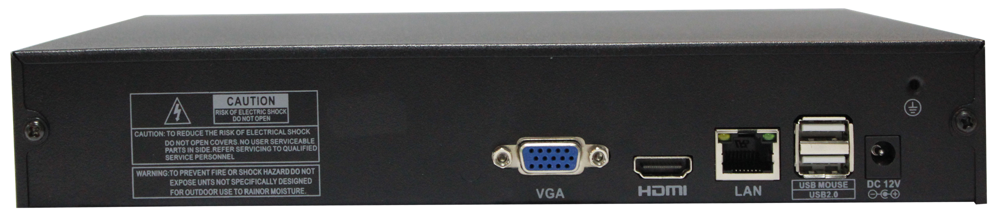 CAUTION
RISK OF ELECTRIC SHOCK
DO NOT OPEN
CAUTION: TO REDUCE THE RISK OF ELECTRICAL SHOCK
DO NOT OPEN COVERS. NO USER SERVICEABLE
PARTS IN SIDE.REFER SERVICING TO QUALIFIED
SERVICE PERSONNEL
WARNING:TO PREVENT FIRE OR SHOCK HAZARD DO NOT
EXPOSE UNTS NOT SPECIFICALLY DESIGNED
FOR OUTDOOR USE TO RAINOR MOISTURE.
VGA
HDMI
LAN
USB MOUSE
USB2.0
DC 12V